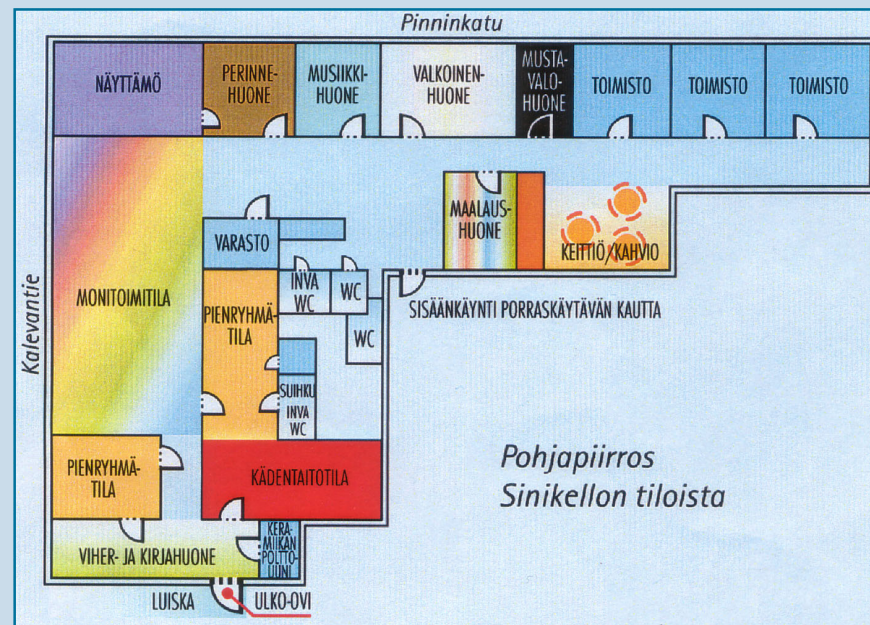 Pinninkatu
NÄYTTÄMÖ
PERINNE-
HUONE
MUSIIKKI-
HUONE
VALKOINEN-
HUONE
MUSTA-
VALO-
HUONE
TOIMISTO
TOIMISTO
TOIMISTO
Kalevantie
MONITOIMITILA
VARASTO
MAALAUS-
HUONE
KEITTIÖ/KAHVIO
PIENRYHMÄ-
TILA
INVA
WC
WC
WC
SISÄÄNKÄYNTI PORRASKÄYTÄVÄN KAUTTA
SUIHKU
INVA
WC
PIENRYHMÄ-
TILA
KÄDENTAITOTILA
Pohjapiirros
Sinikellon tiloista
VIHER- JA KIRJAHUONE
KERA-
MIIKAN
POLTTO-
UUNI
LUISKA
ULKO-OVI